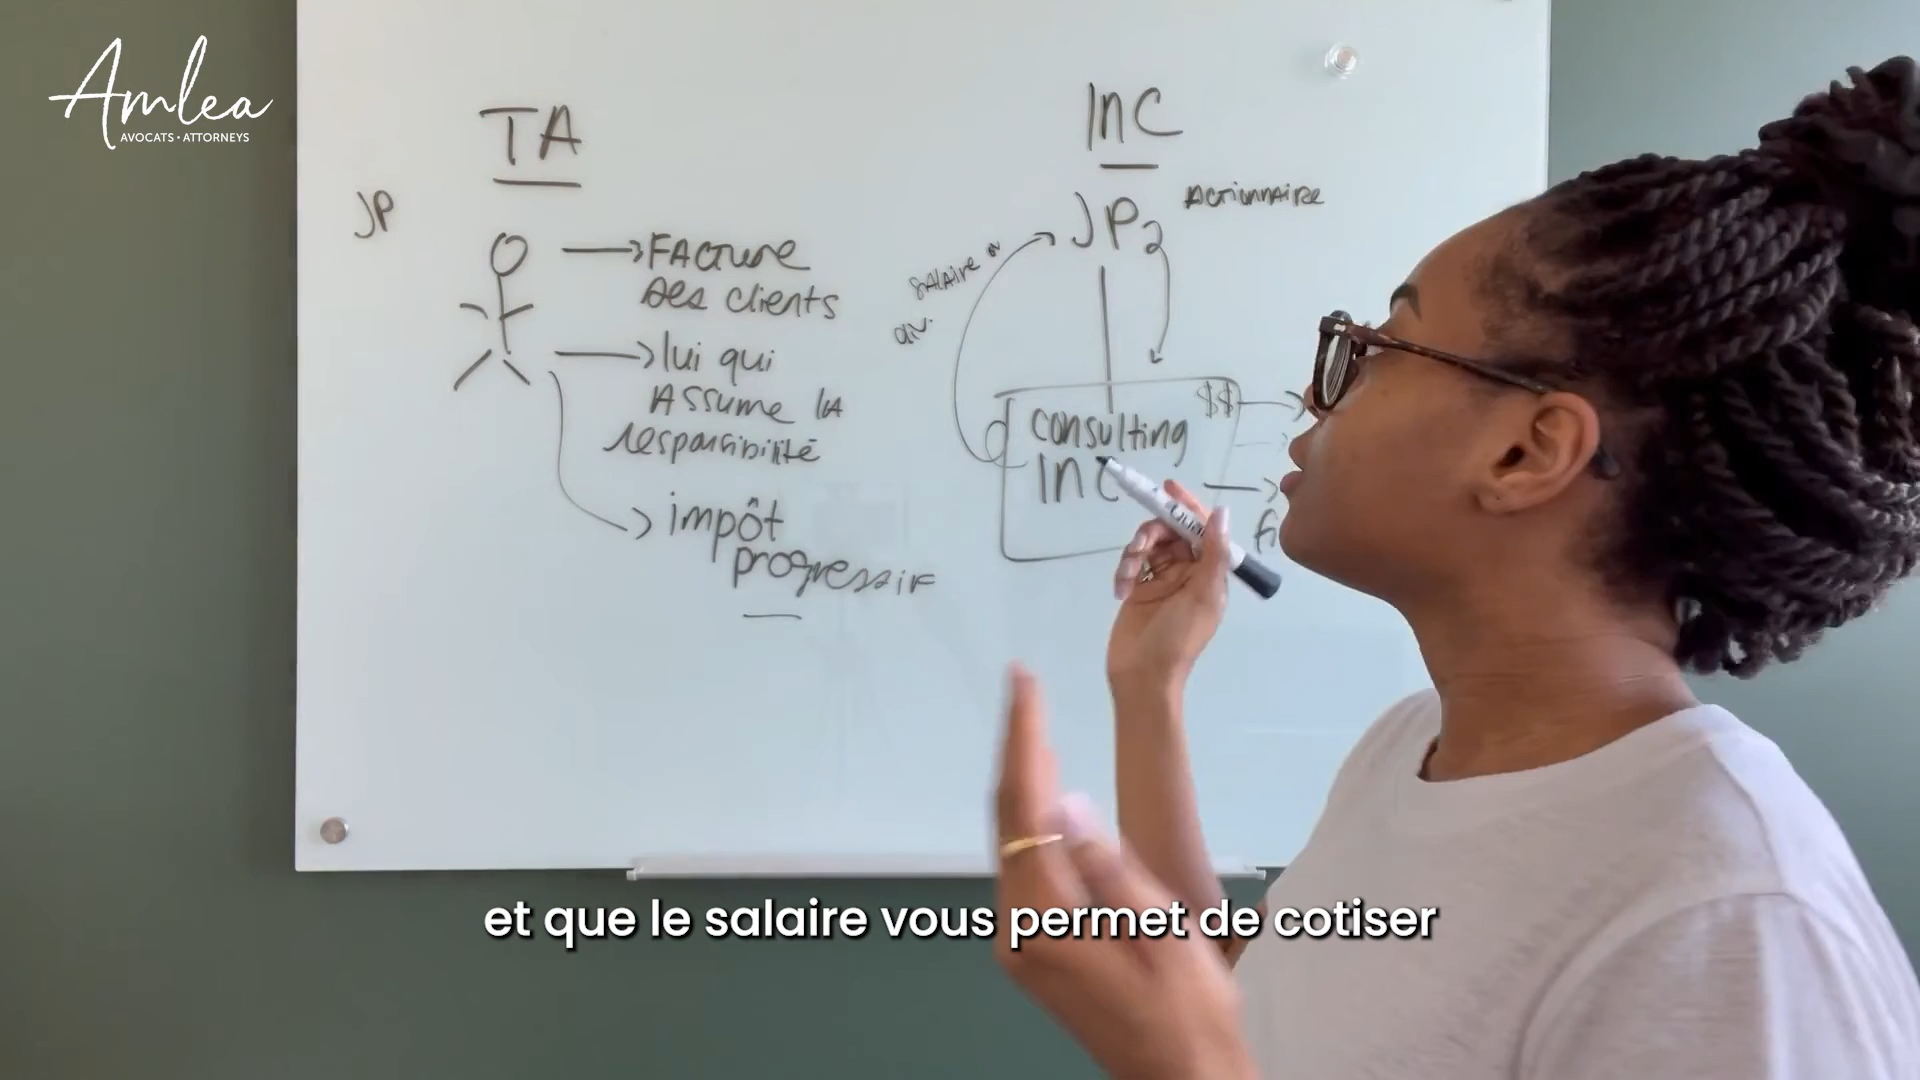 Amlea
AVOCATS • ATTORNEYS
TA
JP
FACTURE
DES clients
lui qui
ASSUME LA
responsibilité
impôt
progressif
INC
JP2
ACTIONNAIRE
SALAIRE ou
DIV.
$$
consulting
INC
et que le salaire vous permet de cotiser